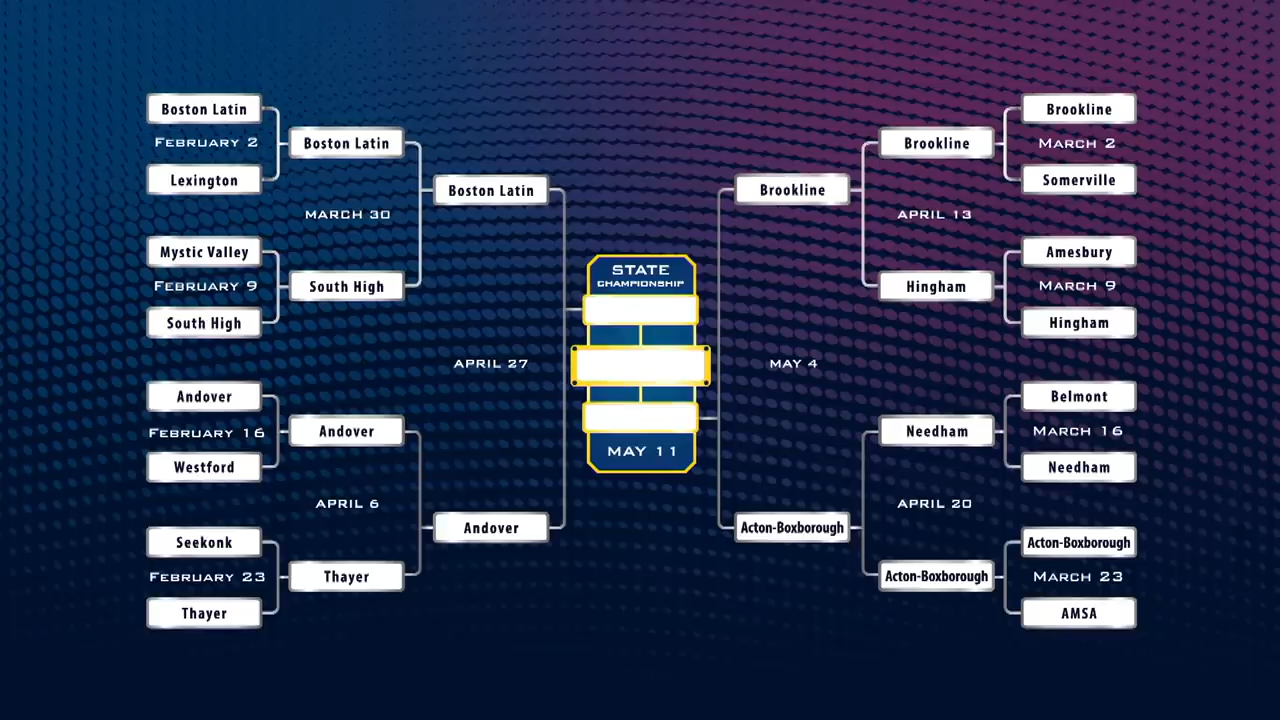 Boston Latin
FEBRUARY 2
Lexington
Boston Latin
MARCH 30
Mystic Valley
FEBRUARY 9
South High
South High
Boston Latin
APRIL 27
Andover
FEBRUARY 16
Westford
Andover
APRIL 6
Seekonk
FEBRUARY 23
Thayer
Thayer
Andover
STATE
CHAMPIONSHIP
MAY 11
Brookline
MAY 4
Acton-Boxborough
Brookline
APRIL 13
Hingham
Needham
APRIL 20
Acton-Boxborough
Brookline
MARCH 2
Somerville
Amesbury
MARCH 9
Hingham
Belmont
MARCH 16
Needham
Acton-Boxborough
MARCH 23
AMSA